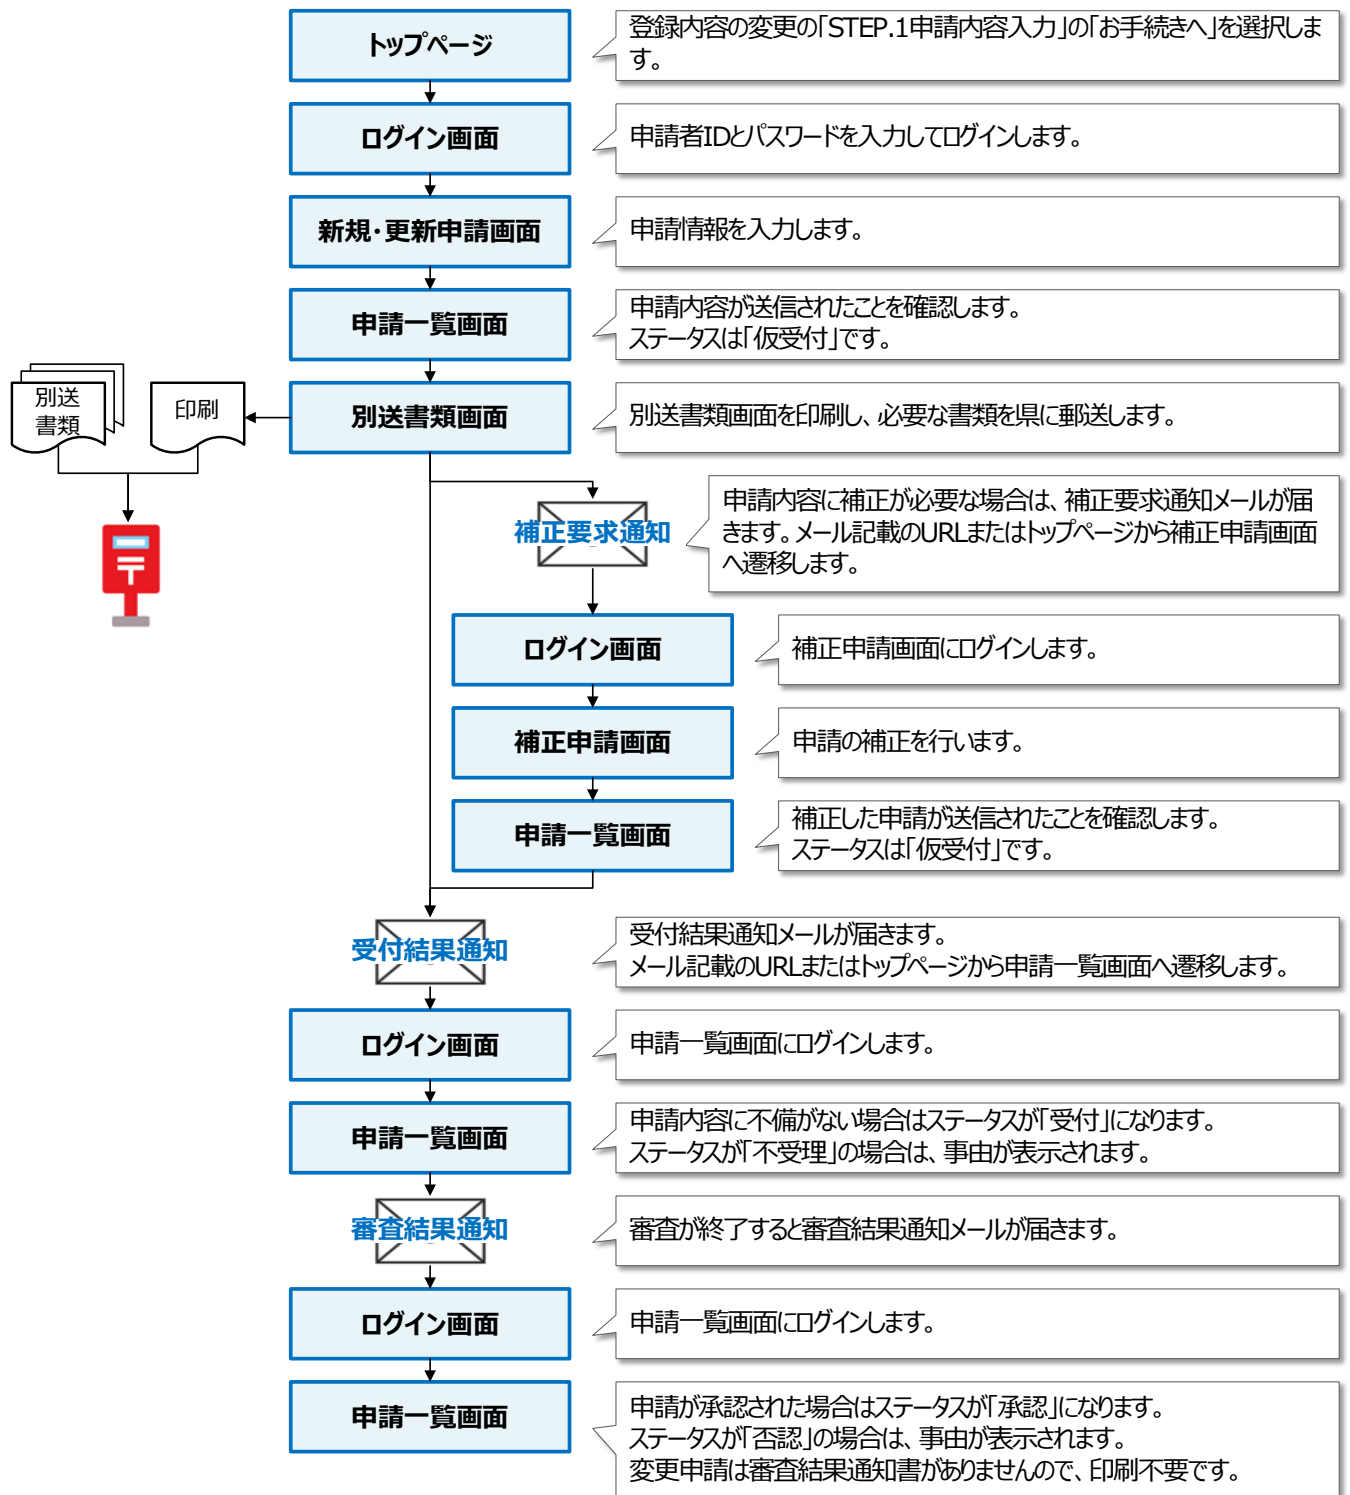 トップページ
登録内容の変更の「STEP.1申請内容入力」の「お手続きへ」を選択しま
す。
ログイン画面
申請者IDとパスワードを入力してログインします。
新規・更新申請画面
申請情報を入力します。
申請一覧画面
申請内容が送信されたことを確認します。
ステータスは「仮受付」です。
別送
書類
印刷
別送書類画面
別送書類画面を印刷し、必要な書類を県に郵送します。
補正要求通知
申請内容に補正が必要な場合は、補正要求通知メールが届
きます。メール記載のURLまたはトップページから補正申請画面
へ遷移します。
ログイン画面
補正申請画面にログインします。
補正申請画面
申請の補正を行います。
申請一覧画面
補正した申請が送信されたことを確認します。
ステータスは「仮受付」です。
受付結果通知
受付結果通知メールが届きます。
メール記載のURLまたはトップページから申請一覧画面へ遷移します。
ログイン画面
申請一覧画面にログインします。
申請一覧画面
申請内容に不備がない場合はステータスが「受付」になります。
ステータスが「不受理」の場合は、事由が表示されます。
審査結果通知
審査が終了すると審査結果通知メールが届きます。
ログイン画面
申請一覧画面にログインします。
申請一覧画面
申請が承認された場合はステータスが「承認」になります。
ステータスが「否認」の場合は、事由が表示されます。
変更申請は審査結果通知書がありませんので、印刷不要です。